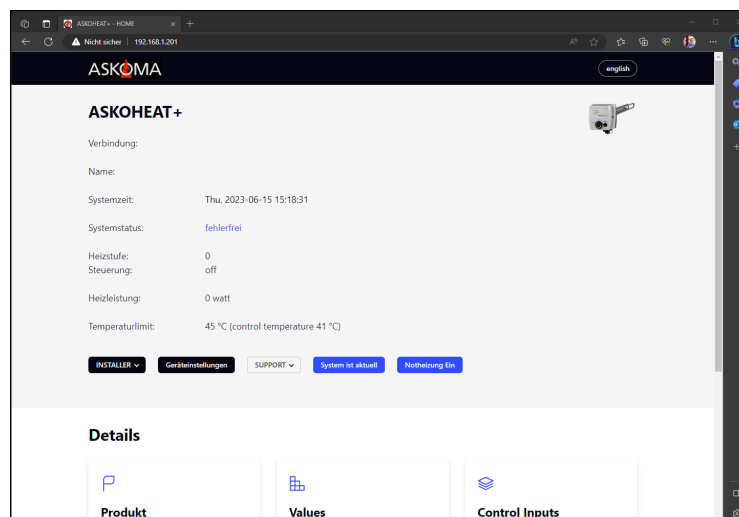 ASKOHEAT+ - HOME
Nicht sicher 192.168.1.201
ASKOMA
english
ASKOHEAT+
Verbindung:
Name:
Systemzeit: Thu, 2023-06-15 15:18:31
Systemstatus: fehlerfrei
Heizstufe: 0
Steuerung: off
Heizleistung: 0 watt
Temperaturlimit: 45 °C (control temperature 41 °C)
INSTALLER Geräteinstellungen SUPPORT System ist aktuell Notheizung Ein
Details
Produkt Values Control Inputs